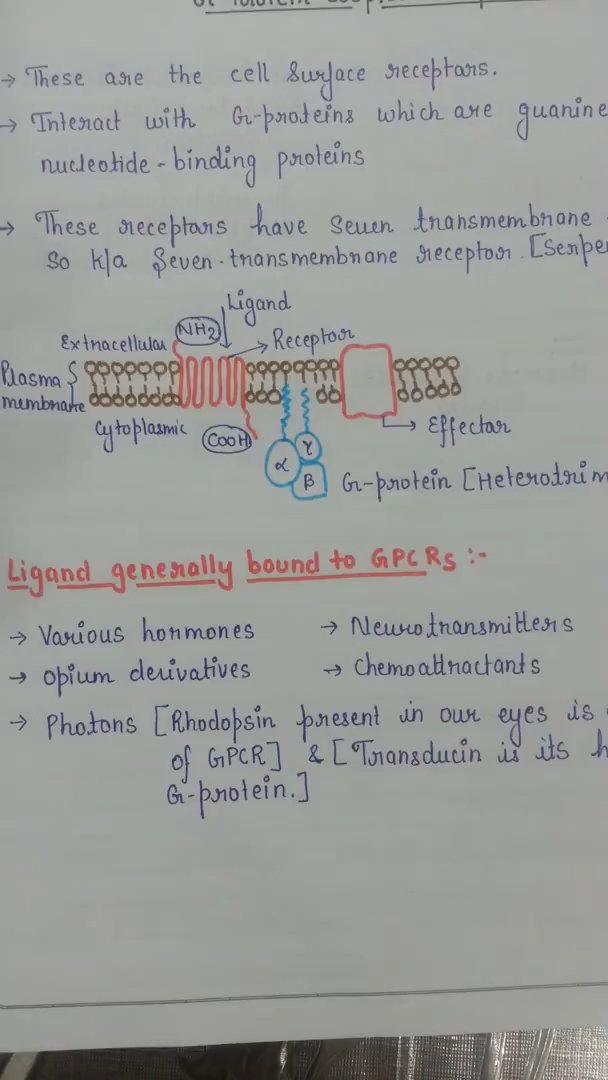 → These are the cell surface receptars.
→ Interact with G-proteins which are guanine
nucleotide-binding proteins
→ These receptars have seven transmembrane
so k/a seven-transmembrane receptor. [Serpe
Ligand
NH2
Extracellular
Receptor
Plasma
membrane
Cytoplasmic
COOH
Effectar
α
γ
β
G-protein [Heterotrim
Ligand generally bound to GPCRs :-
→ Various hormones → Neurotransmitters
→ opium derivatives → chemoattractants
→ Photons [Rhodopsin present in our eyes is
of GPCR] & [Transducin is its h
G-protein.]